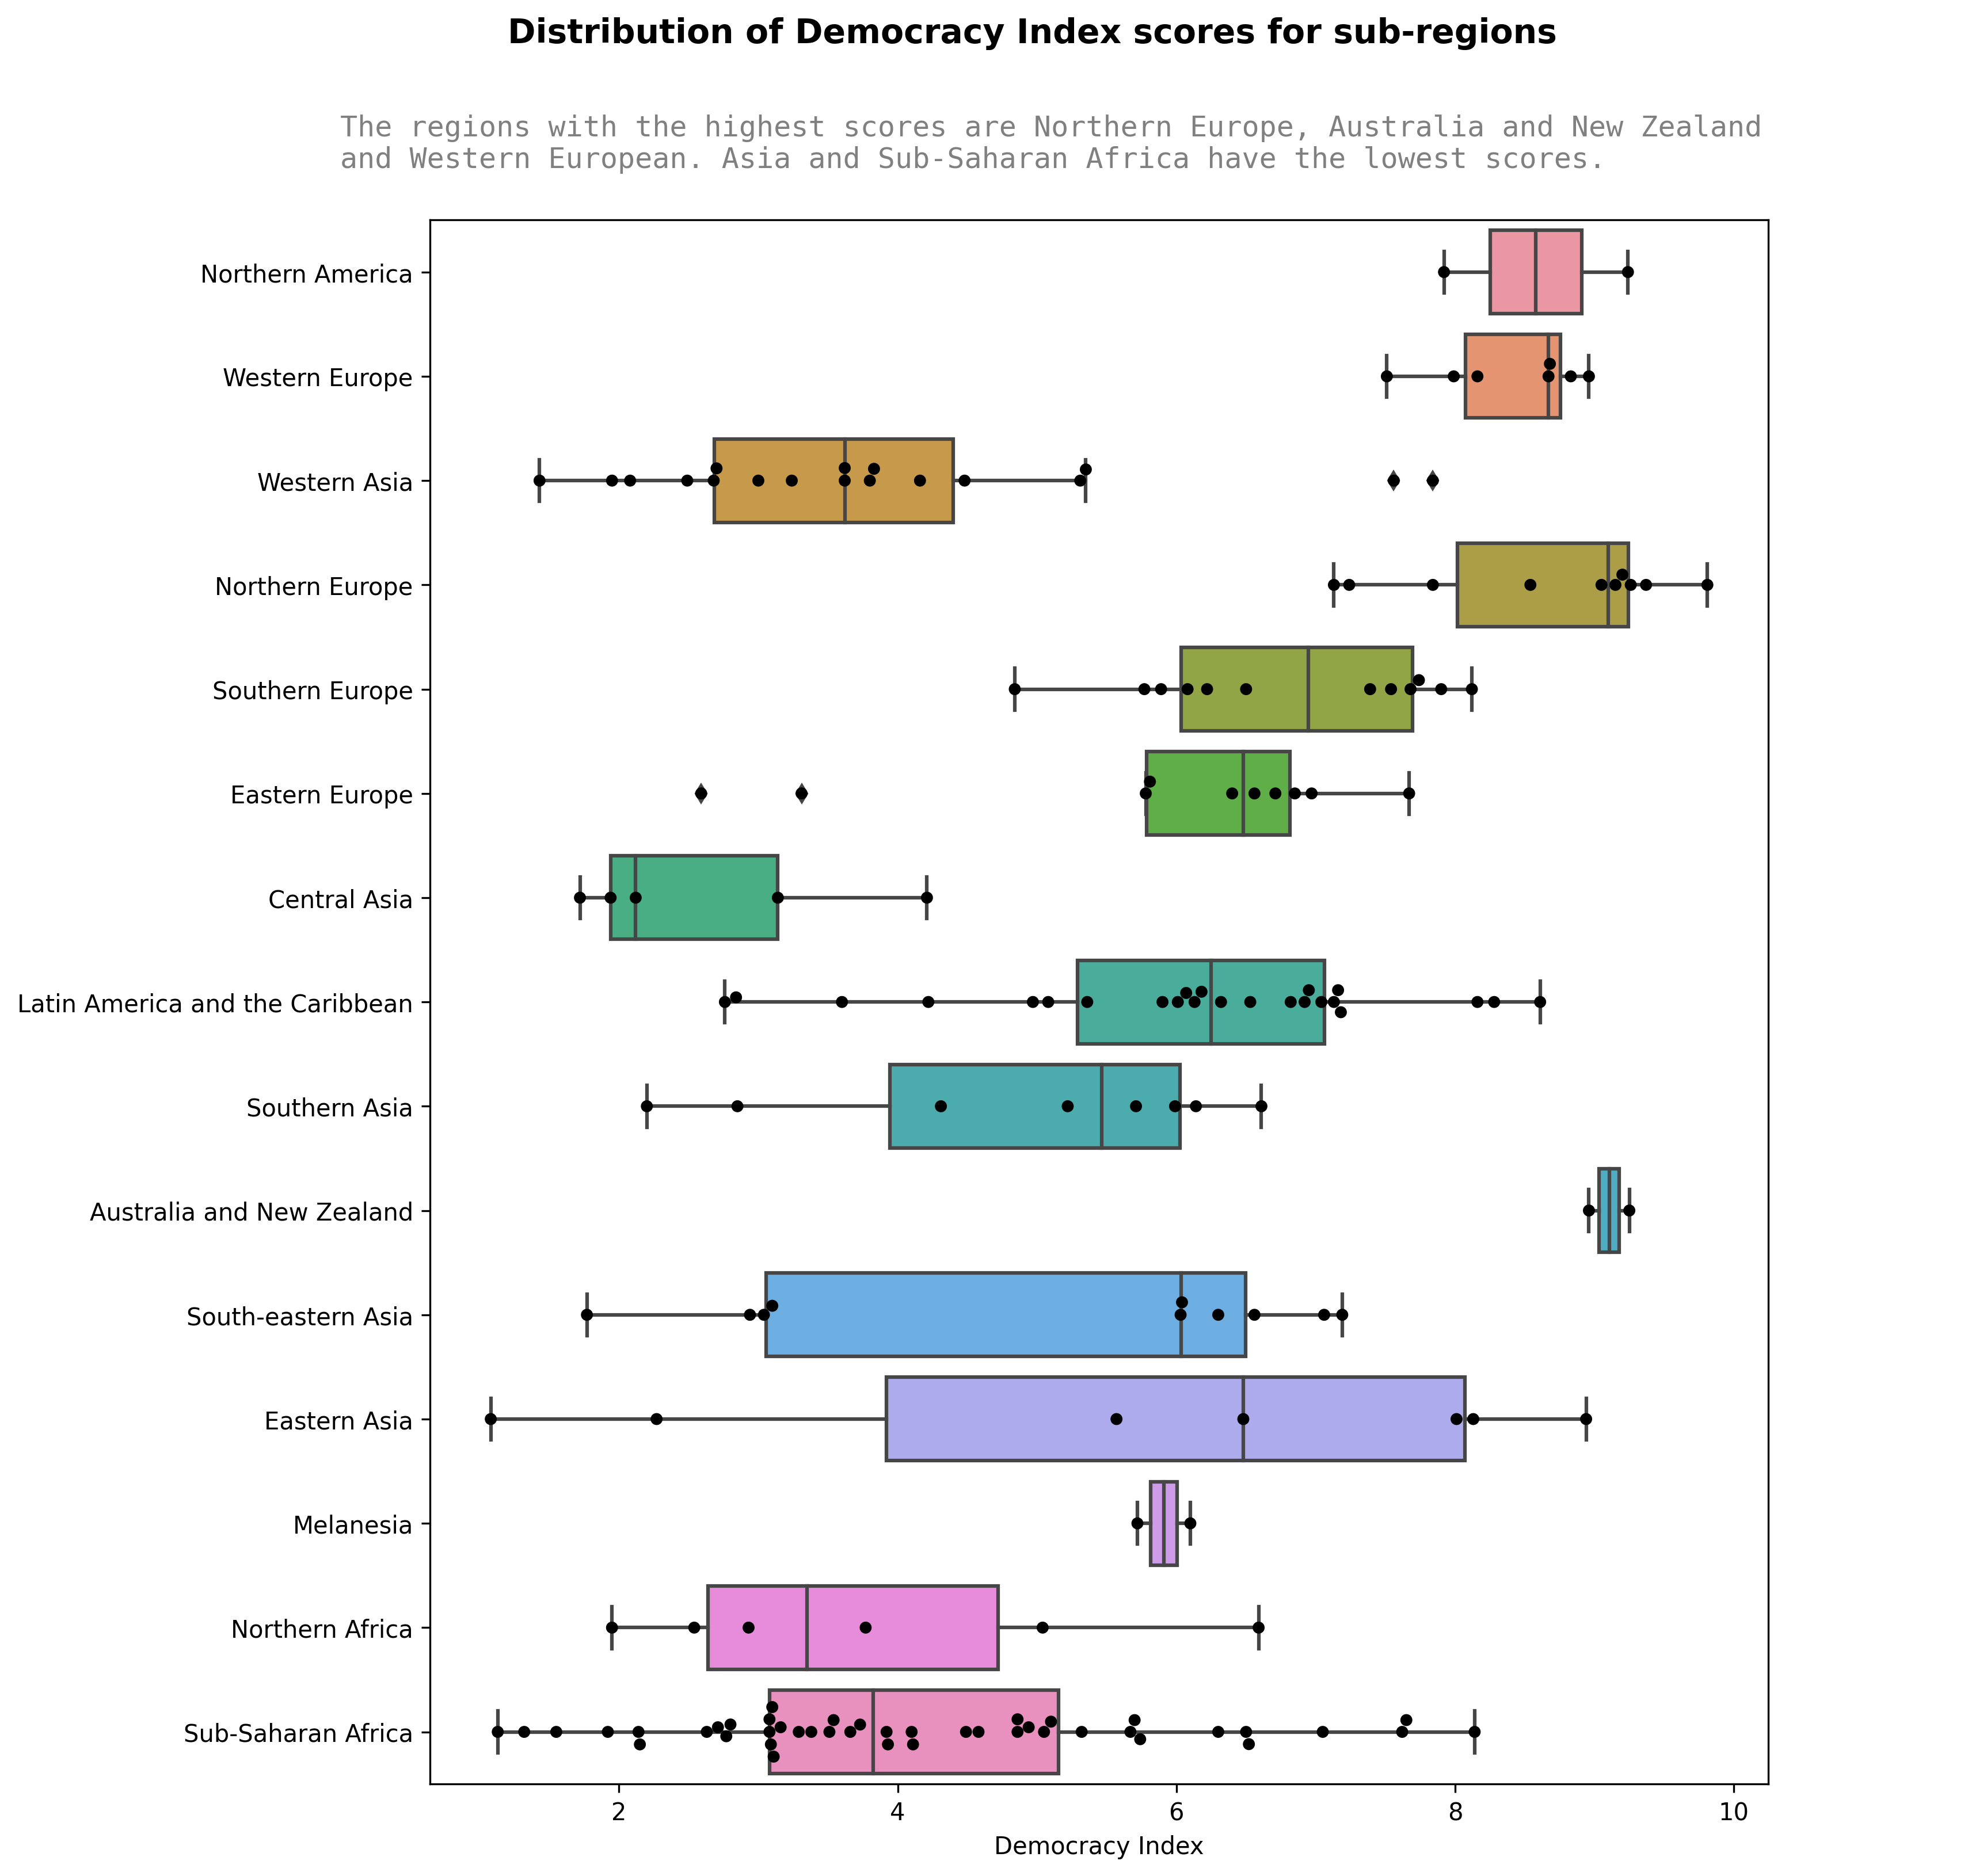 Distribution of Democracy Index scores for sub-regions
The regions with the highest scores are Northern Europe, Australia and New Zealand
and Western European. Asia and Sub-Saharan Africa have the lowest scores.
Northern America
Western Europe
Western Asia
Northern Europe
Southern Europe
Eastern Europe
Central Asia
Latin America and the Caribbean
Southern Asia
Australia and New Zealand
South-eastern Asia
Eastern Asia
Melanesia
Northern Africa
Sub-Saharan Africa
2 4 6 8 10
Democracy Index